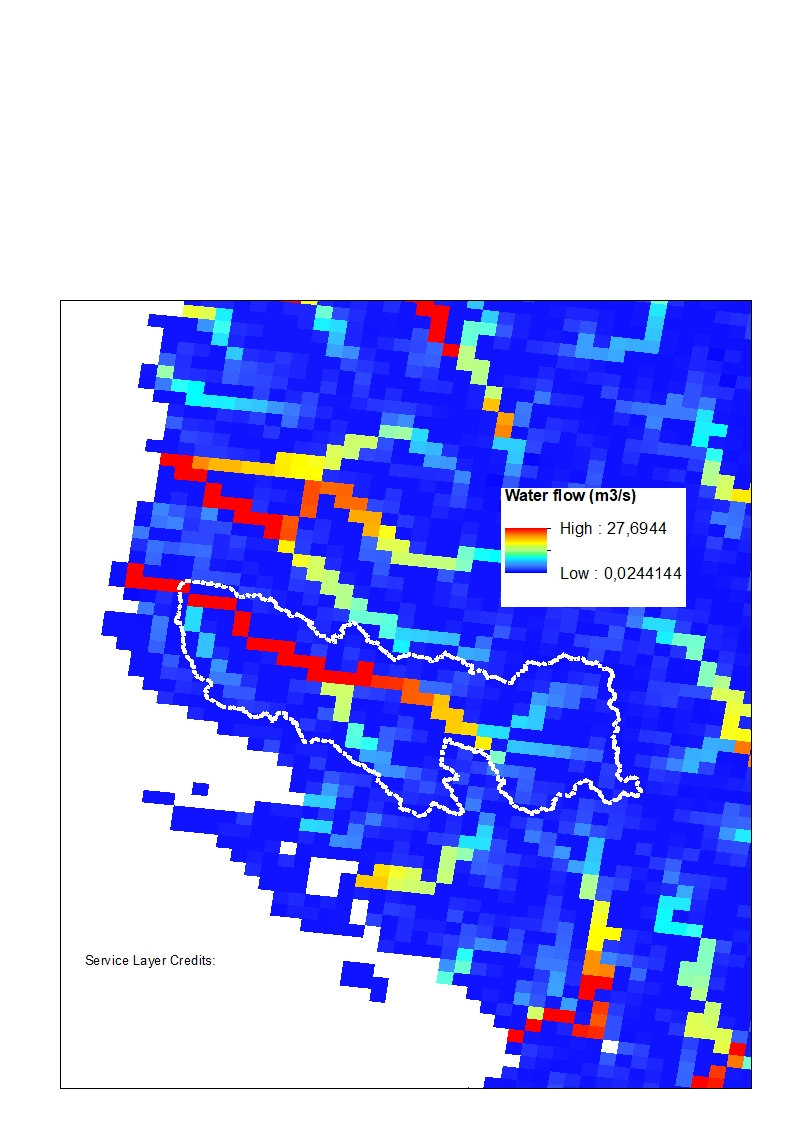 Water flow (m3/s)
High : 27,6944
Low : 0,0244144
Service Layer Credits: